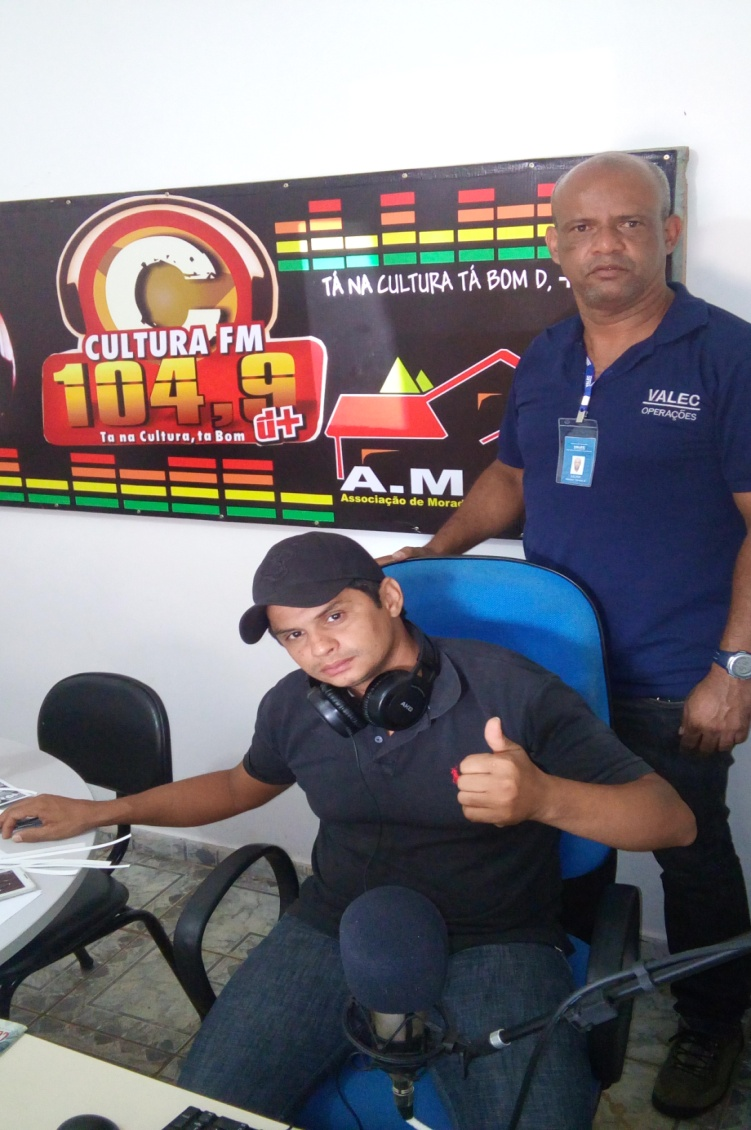 TÁ NA CULTURA TÁ BOM D, +
C
CULTURA FM
104,9
d+
Ta na Cultura, ta Bom
A.M
Associação de Morad
VALEC
OPERAÇÕES
AKG